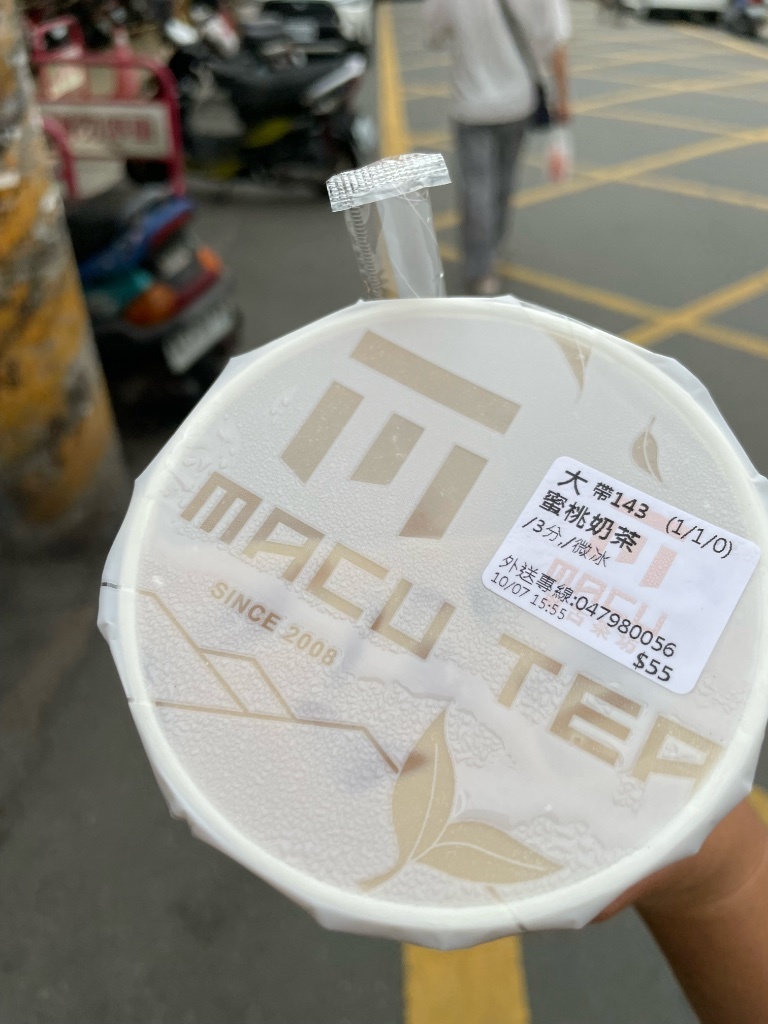 MACU TEA
SINCE 2008
大 帶143 (1/1/0)
蜜桃奶茶
/3分,/微冰
外送專線:047980056
10/07 15:55
$55